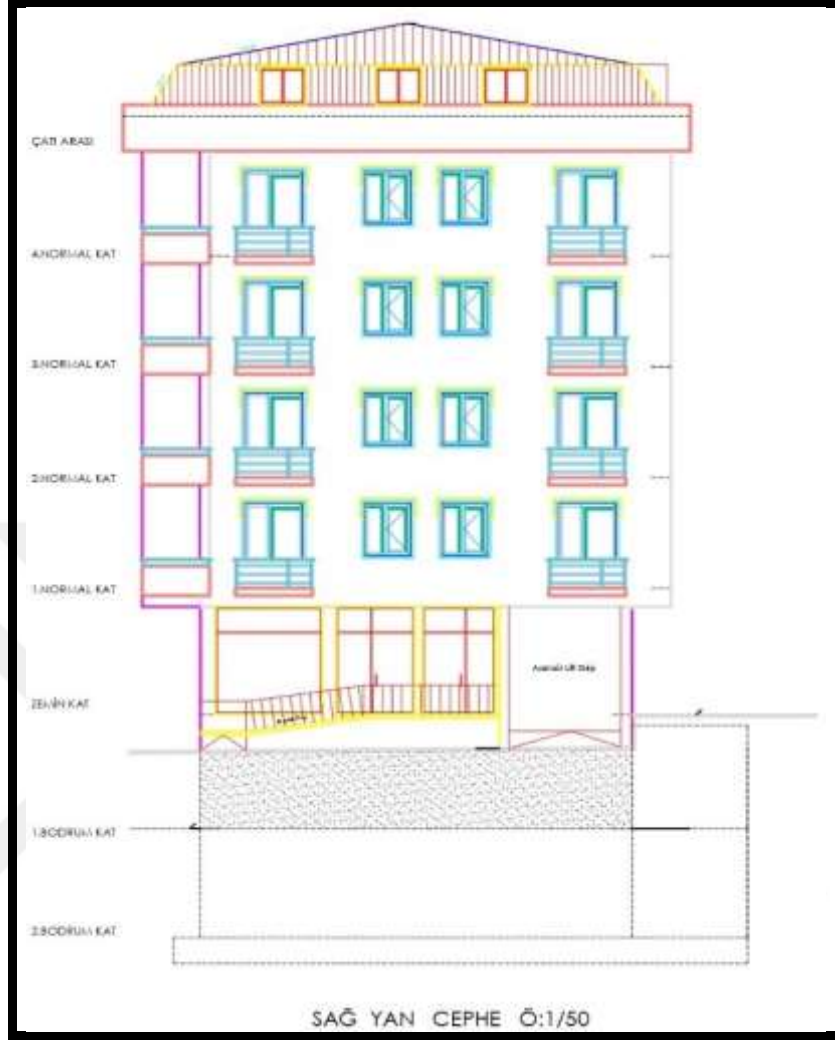 ÇATI ARASI
4.NORMAL KAT
3.NORMAL KAT
2.NORMAL KAT
1.NORMAL KAT
ZEMİN KAT
1.BODRUM KAT
2.BODRUM KAT
SAĞ YAN CEPHE Ö:1/50